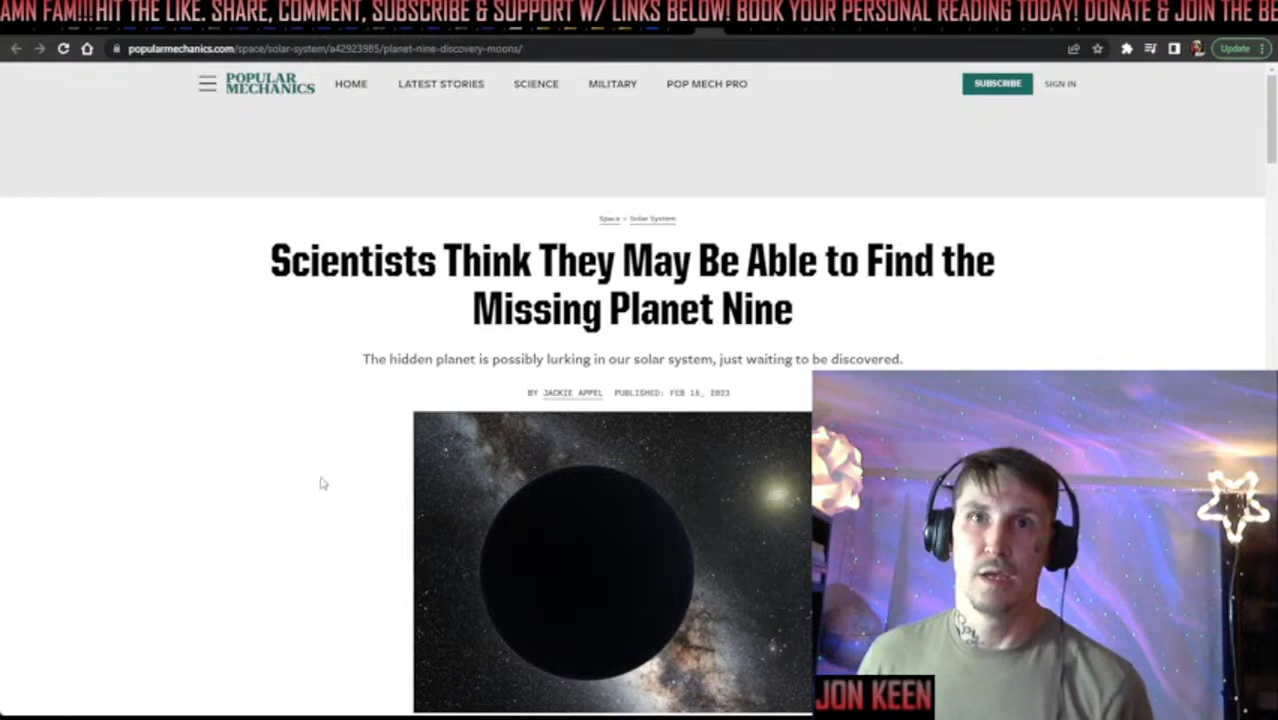 AMN FAM!!! HIT THE LIKE. SHARE, COMMENT, SUBSCRIBE & SUPPORT W/ LINKS BELOW! BOOK YOUR PERSONAL READING TODAY! DONATE & JOIN THE BE
popularmechanics.com/space/solar-system/a42923985/planet-nine-discovery-moons/
Update
POPULAR
MECHANICS
HOME LATEST STORIES SCIENCE MILITARY POP MECH PRO SUBSCRIBE SIGN IN
Space > Solar System
Scientists Think They May Be Able to Find the
Missing Planet Nine
The hidden planet is possibly lurking in our solar system, just waiting to be discovered.
BY JACKIE APPEL PUBLISHED: FEB 15, 2023
JON KEEN